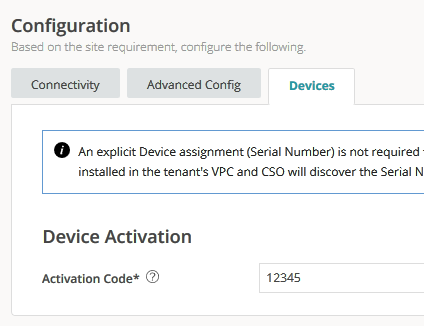 Configuration
Based on the site requirement, configure the following.
Connectivity
Advanced Config
Devices
An explicit Device assignment (Serial Number) is not required
installed in the tenant's VPC and CSO will discover the Serial
Device Activation
Activation Code*
12345